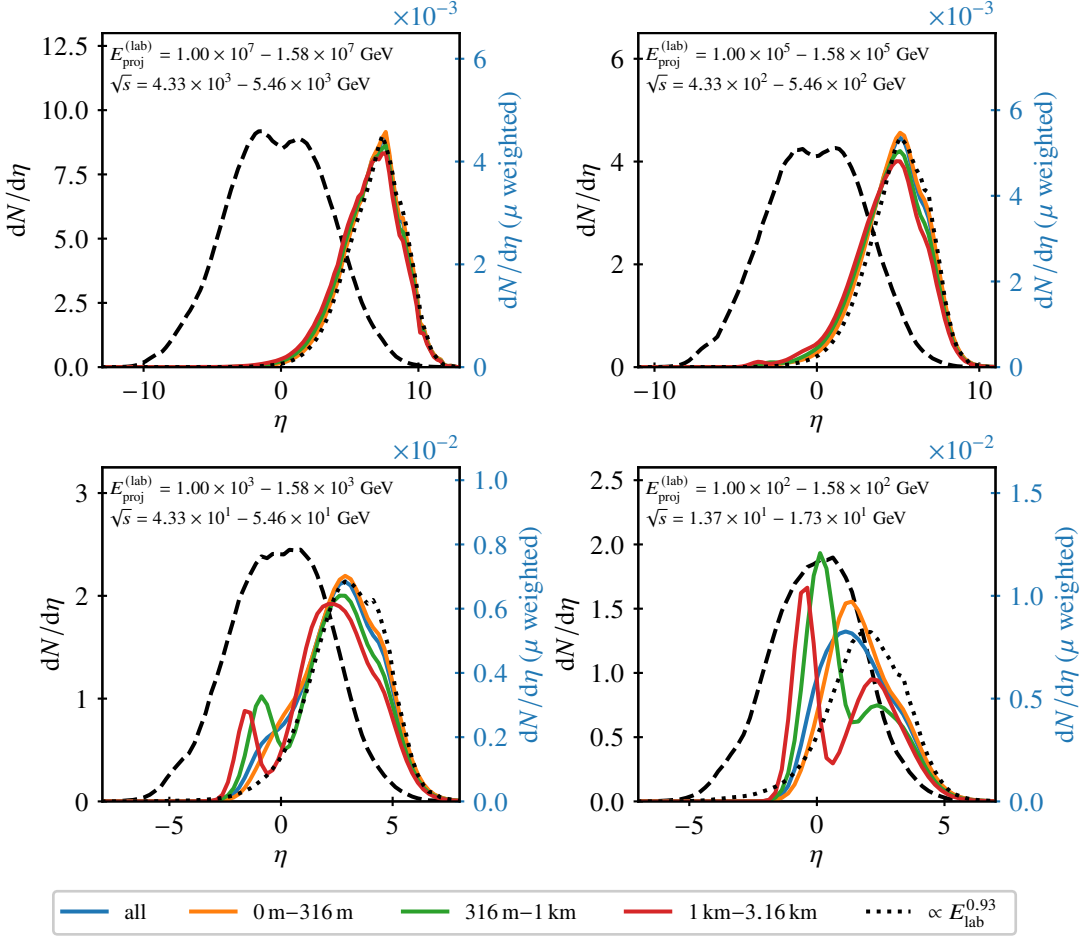 ×10⁻³ ×10⁻³
E_proj^(lab) = 1.00 × 10⁷ − 1.58 × 10⁷ GeV
√s = 4.33 × 10³ − 5.46 × 10³ GeV
12.5
10.0
7.5
5.0
2.5
0.0
dN/dη
6
4
2
0
dN/dη (μ weighted)
−10 0 10
η
E_proj^(lab) = 1.00 × 10⁵ − 1.58 × 10⁵ GeV
√s = 4.33 × 10² − 5.46 × 10² GeV
6
4
2
0
dN/dη
6
4
2
0
dN/dη (μ weighted)
−10 −5 0 5 10
η
×10⁻² ×10⁻²
E_proj^(lab) = 1.00 × 10³ − 1.58 × 10³ GeV
√s = 4.33 × 10¹ − 5.46 × 10¹ GeV
3
2
1
0
dN/dη
1.0
0.8
0.6
0.4
0.2
0.0
dN/dη (μ weighted)
−5 0 5
η
E_proj^(lab) = 1.00 × 10² − 1.58 × 10² GeV
√s = 1.37 × 10¹ − 1.73 × 10¹ GeV
2.5
2.0
1.5
1.0
0.5
0.0
dN/dη
1.5
1.0
0.5
0.0
dN/dη (μ weighted)
−5 0 5
η
all 0 m−316 m 316 m−1 km 1 km−3.16 km ∝ E_lab^0.93